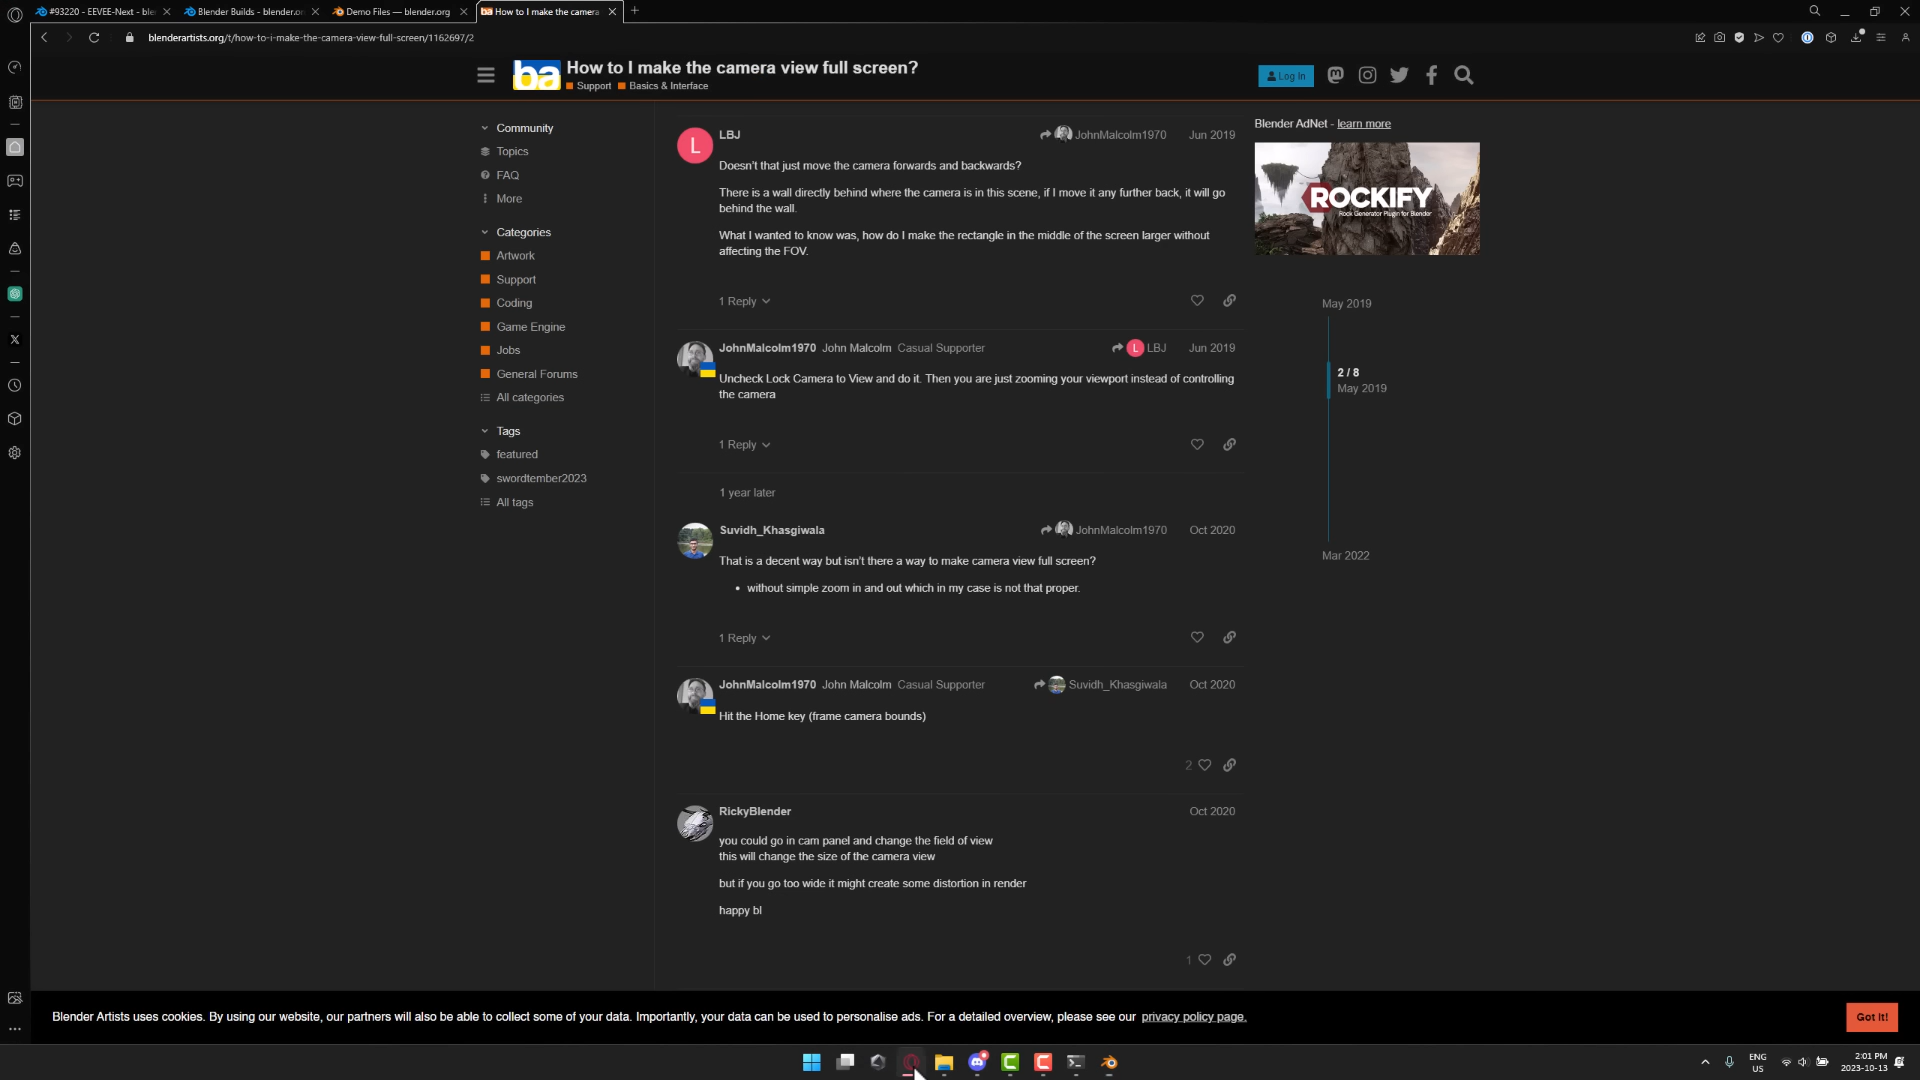 #93220 - EEVEE-Next - ble
Blender Builds - blender.or
Demo Files — blender.org
ba How to I make the camera
blenderartists.org/t/how-to-i-make-the-camera-view-full-screen/1162697/2
ba
How to I make the camera view full screen?
Support Basics & Interface
Log In
Community
Topics
FAQ
More
Categories
Artwork
Support
Coding
Game Engine
Jobs
General Forums
All categories
Tags
featured
swordtember2023
All tags
L
LBJ
JohnMalcolm1970 Jun 2019
Doesn't that just move the camera forwards and backwards?
There is a wall directly behind where the camera is in this scene, if I move it any further back, it will go
behind the wall.
What I wanted to know was, how do I make the rectangle in the middle of the screen larger without
affecting the FOV.
1 Reply
JohnMalcolm1970 John Malcolm Casual Supporter
L LBJ Jun 2019
Uncheck Lock Camera to View and do it. Then you are just zooming your viewport instead of controlling
the camera
1 Reply
1 year later
Suvidh_Khasgiwala
JohnMalcolm1970 Oct 2020
That is a decent way but isn't there a way to make camera view full screen?
• without simple zoom in and out which in my case is not that proper.
1 Reply
JohnMalcolm1970 John Malcolm Casual Supporter
Suvidh_Khasgiwala Oct 2020
Hit the Home key (frame camera bounds)
2
RickyBlender
Oct 2020
you could go in cam panel and change the field of view
this will change the size of the camera view
but if you go too wide it might create some distortion in render
happy bl
1
Blender AdNet - learn more
ROCKIFY
Rock Generator Plugin for Blender
May 2019
2 / 8
May 2019
Mar 2022
Blender Artists uses cookies. By using our website, our partners will also be able to collect some of your data. Importantly, your data can be used to personalise ads. For a detailed overview, please see our privacy policy page.
Got It!
ENG
US
2:01 PM
2023-10-13